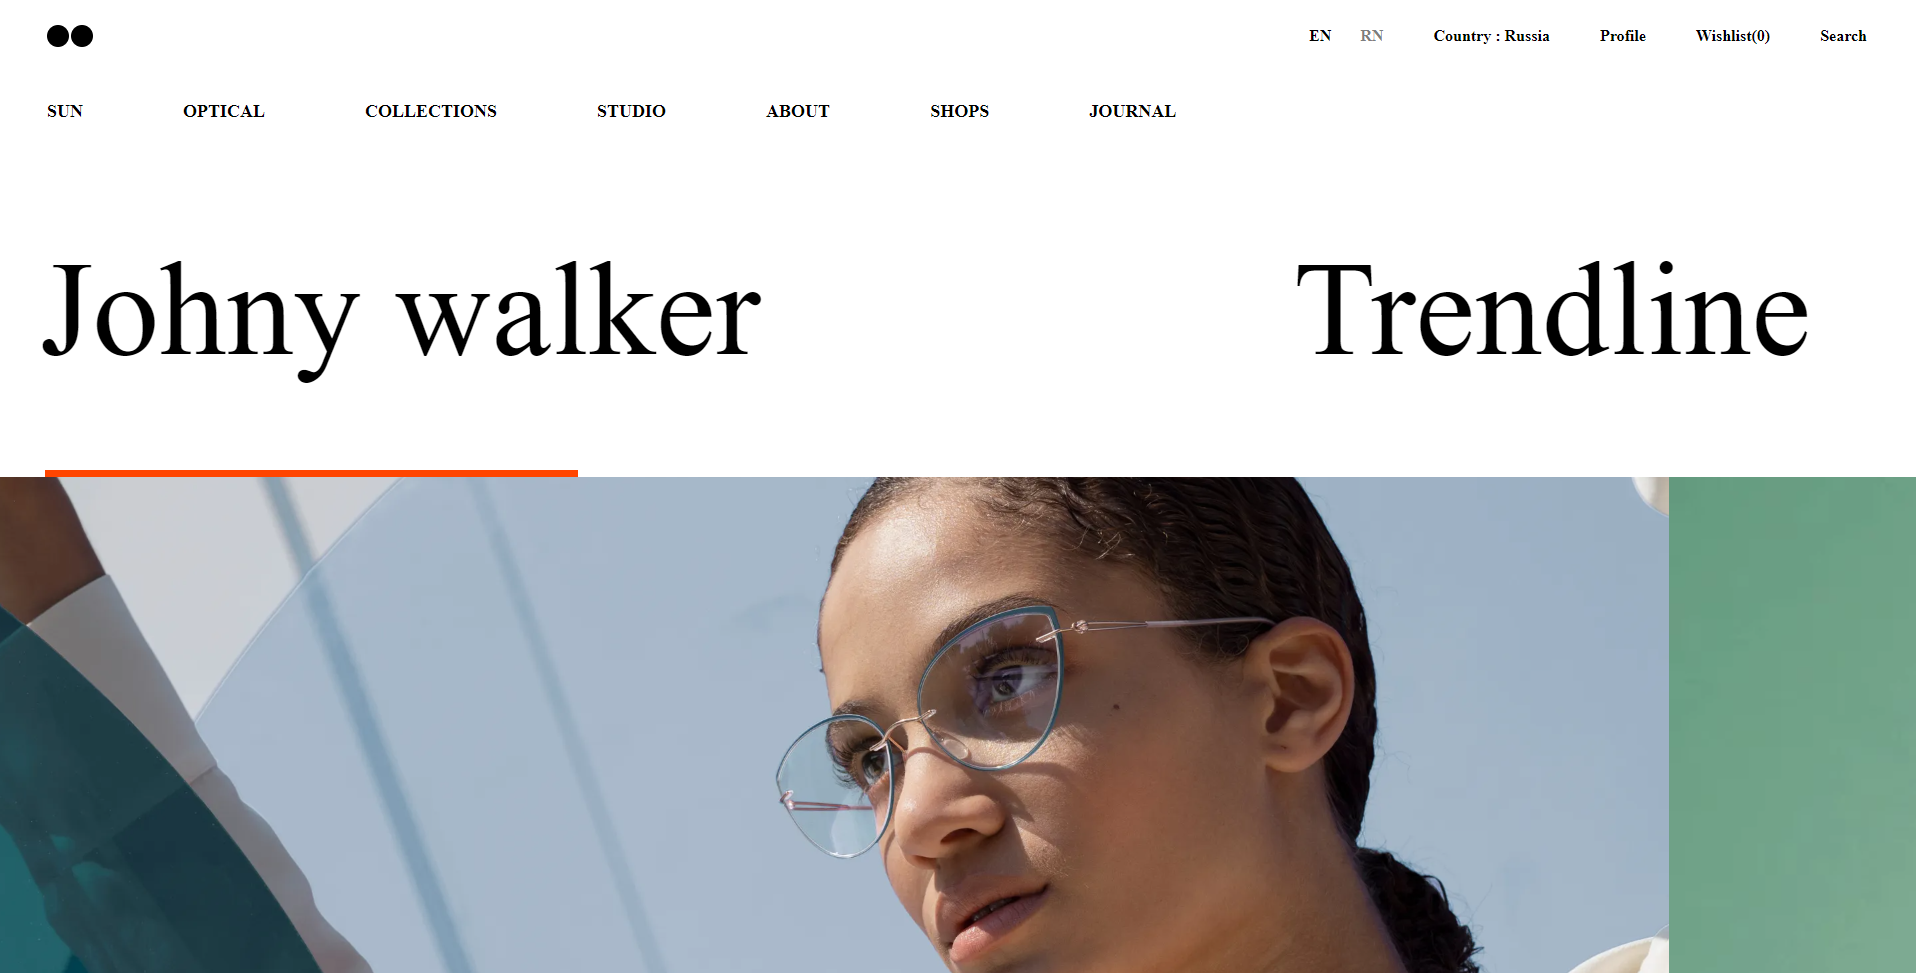 EN RN Country : Russia Profile Wishlist(0) Search
SUN OPTICAL COLLECTIONS STUDIO ABOUT SHOPS JOURNAL
Johny walker Trendline